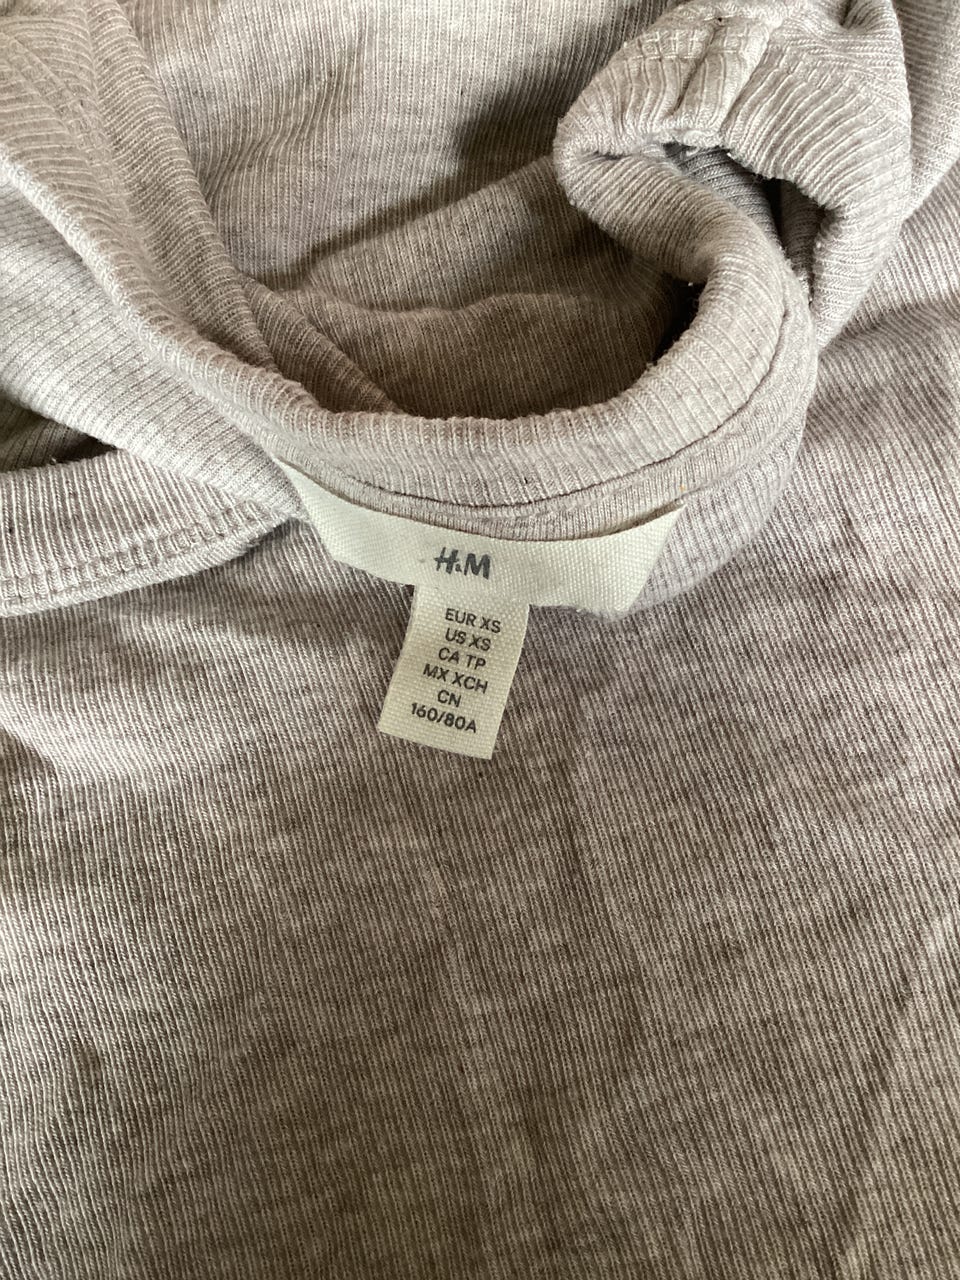 H&M
EUR XS
US XS
CA TP
MX XCH
CN
160/80A